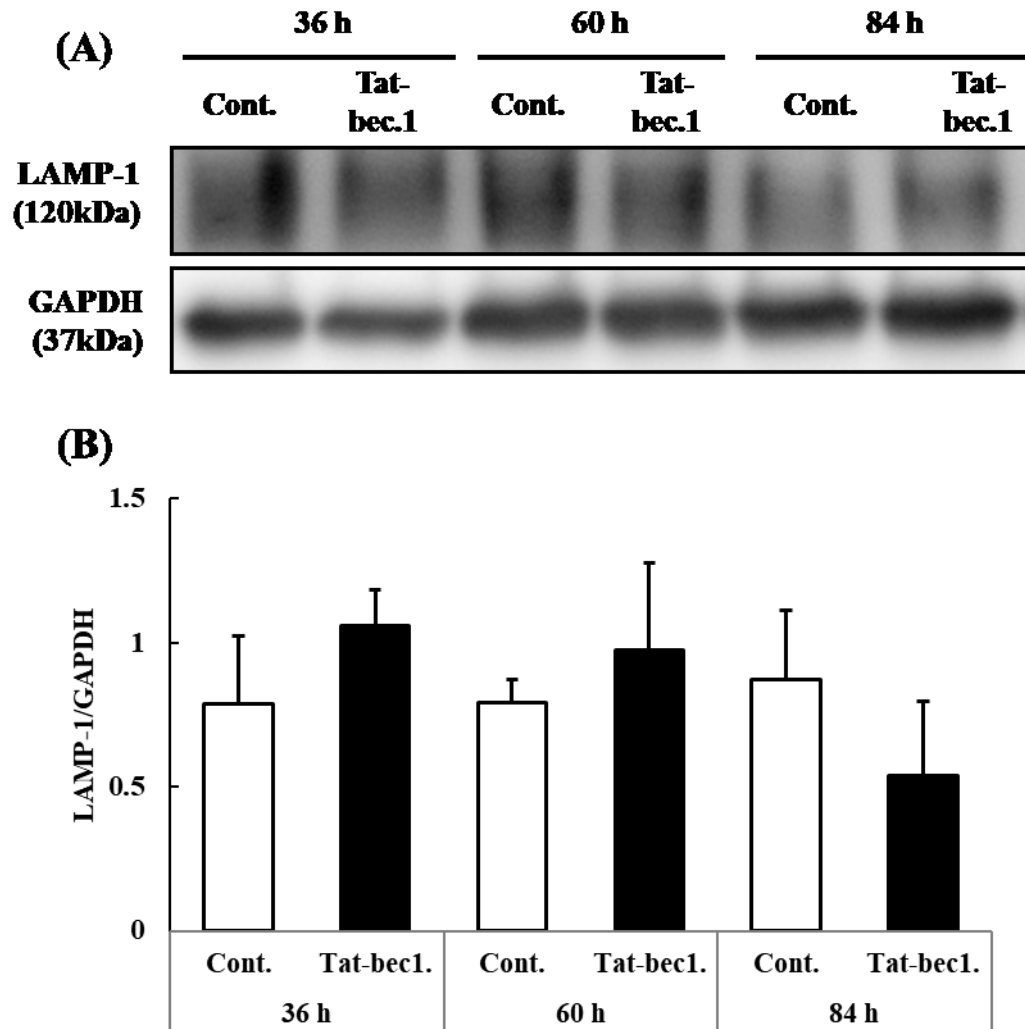 (A)
36 h 60 h 84 h
Cont. Tat-
bec.1 Cont. Tat-
bec.1 Cont. Tat-
bec.1
LAMP-1
(120kDa)
GAPDH
(37kDa)
(B)
LAMP-1/GAPDH
1.5
1
0.5
0
Cont. Tat-bec1. Cont. Tat-bec1. Cont. Tat-bec1.
36 h 60 h 84 h